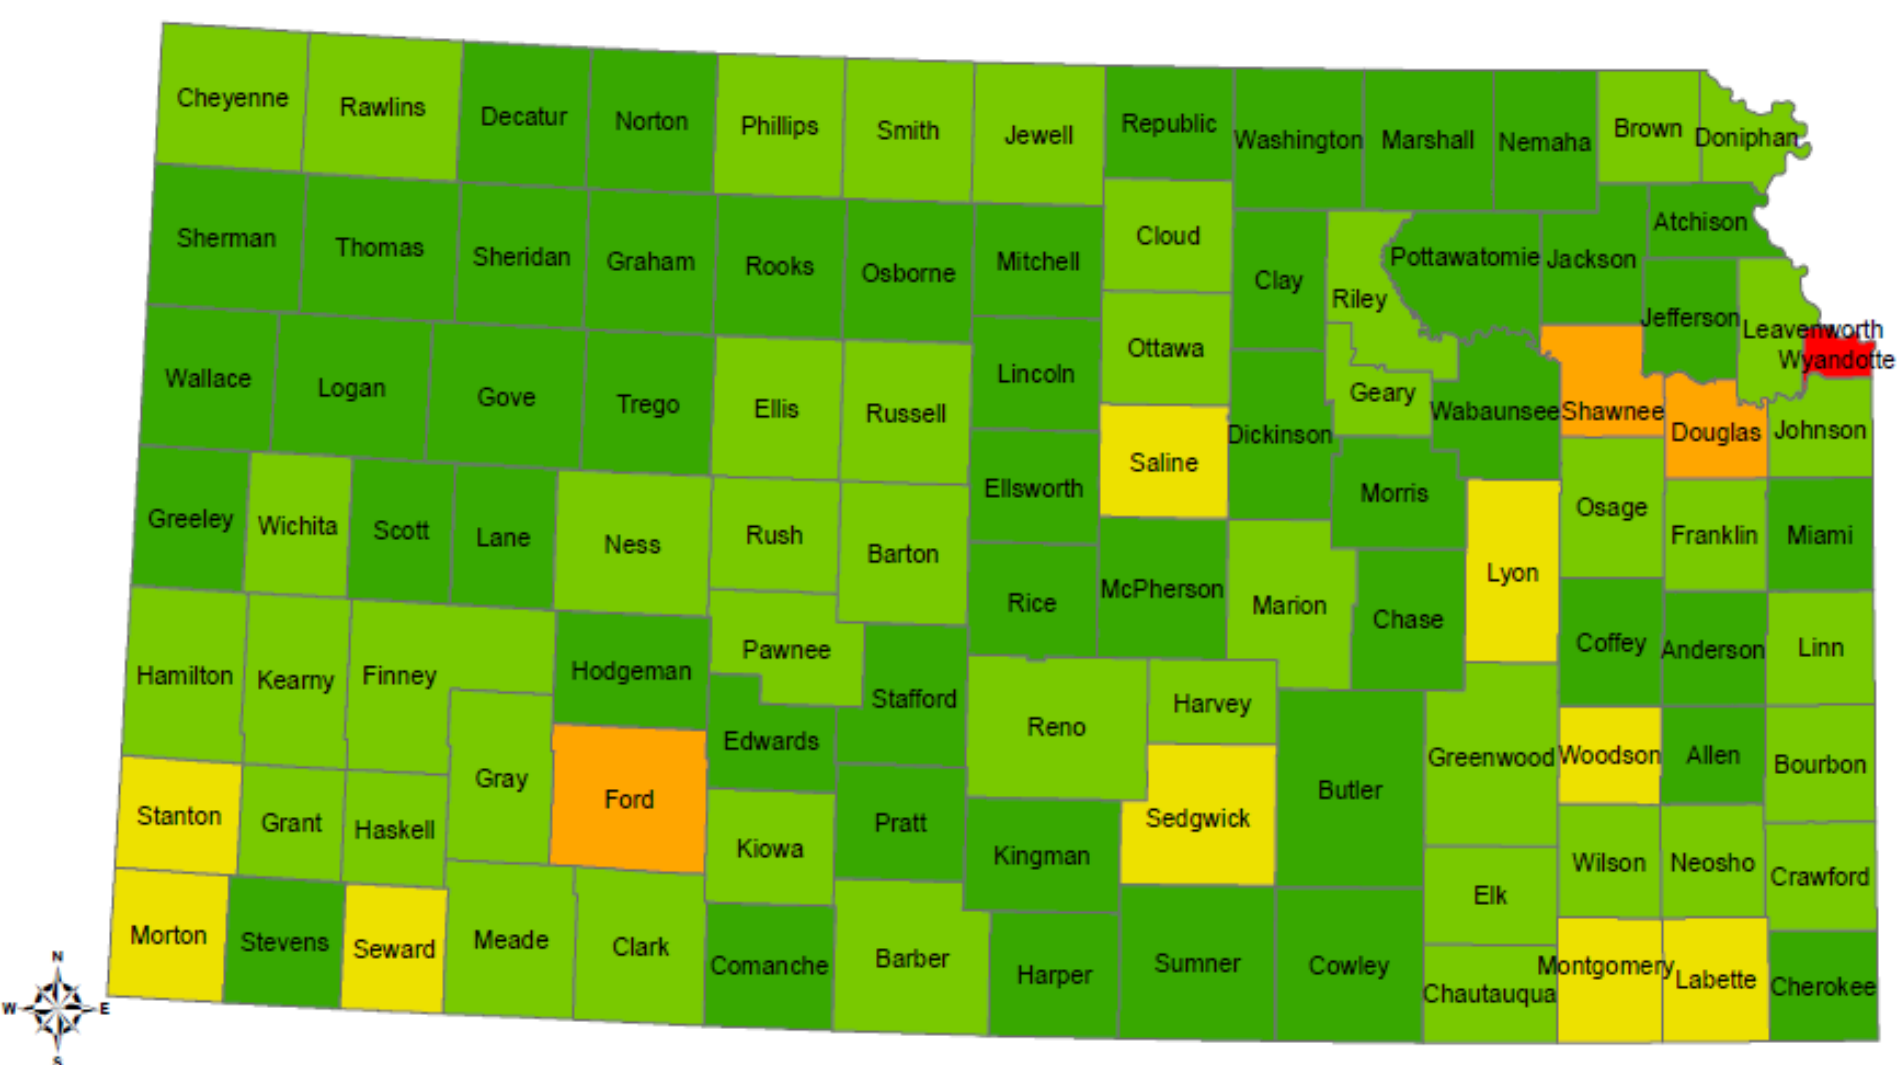 Cheyenne
Rawlins
Decatur
Norton
Phillips
Smith
Jewell
Republic
Washington
Marshall
Nemaha
Brown
Doniphan
Sherman
Thomas
Sheridan
Graham
Rooks
Osborne
Mitchell
Cloud
Clay
Riley
Pottawatomie
Jackson
Atchison
Jefferson
Leavenworth
Wyandotte
Wallace
Logan
Gove
Trego
Ellis
Russell
Lincoln
Ottawa
Saline
Dickinson
Geary
Wabaunsee
Shawnee
Douglas
Johnson
Greeley
Wichita
Scott
Lane
Ness
Rush
Barton
Ellsworth
Rice
McPherson
Marion
Morris
Chase
Lyon
Osage
Franklin
Miami
Hamilton
Kearny
Finney
Hodgeman
Pawnee
Stafford
Edwards
Reno
Harvey
Coffey
Anderson
Linn
Stanton
Grant
Haskell
Gray
Ford
Kiowa
Pratt
Kingman
Sedgwick
Butler
Greenwood
Woodson
Allen
Bourbon
Morton
Stevens
Seward
Meade
Clark
Comanche
Barber
Harper
Sumner
Cowley
Elk
Chautauqua
Wilson
Neosho
Crawford
Montgomery
Labette
Cherokee
N
W E
S